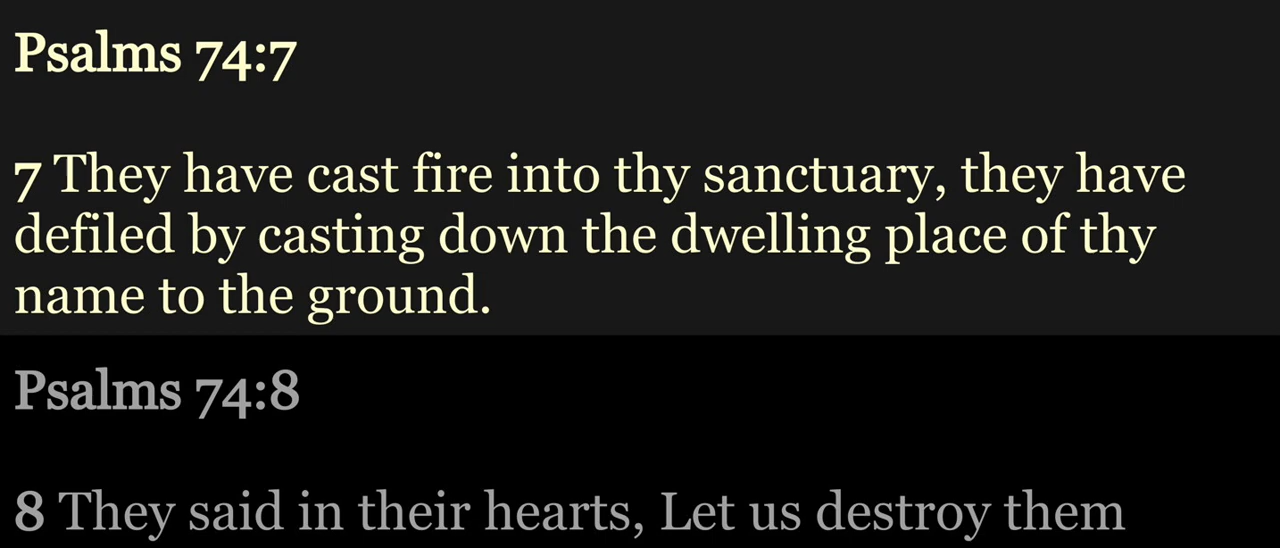 Psalms 74:7
7 They have cast fire into thy sanctuary, they have
defiled by casting down the dwelling place of thy
name to the ground.
Psalms 74:8
8 They said in their hearts, Let us destroy them